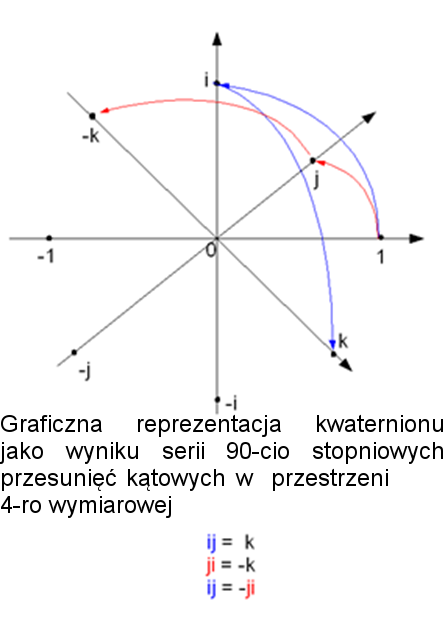 i
-k
j
0
-1
1
k
-j
-i
Graficzna reprezentacja kwaternionu
jako wyniku serii 90-cio stopniowych
przesunięć kątowych w przestrzeni
4-ro wymiarowej
ij = k
ji = -k
ij = -ji